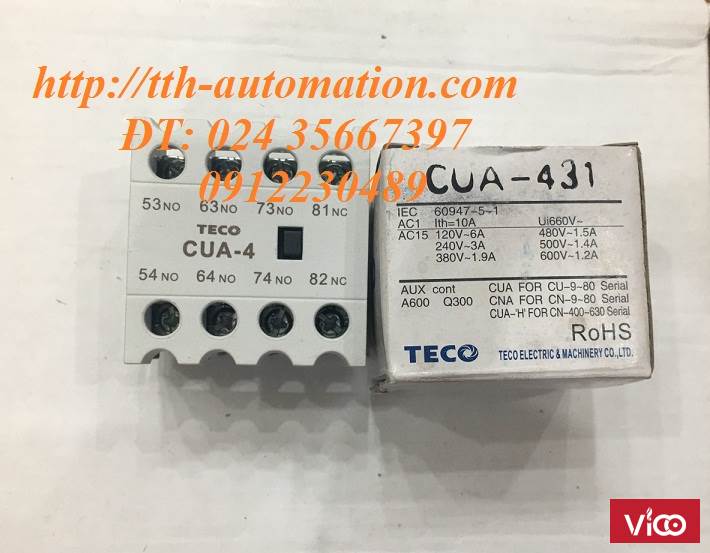 http://tth-automation.com/
ĐT: 024 35667397
0912230489
53NO 63NO 73NO 81NC
TECO
CUA-4
54NO 64NO 74NO 82NC
CUA-431
IEC 60947-5-1
AC1 Ith=10A Ui660V~
AC15 120V~6A 480V~1.5A
240V~3A 500V~1.4A
380V~1.9A 600V~1.2A
AUX cont CUA FOR CU-9-80 Serial
A600 Q300 CNA FOR CN-9-80 Serial
CUA-'H' FOR CN-400-630 Serial
RoHS
TECO TECO ELECTRIC & MACHINERY CO.,LTD.
Vico